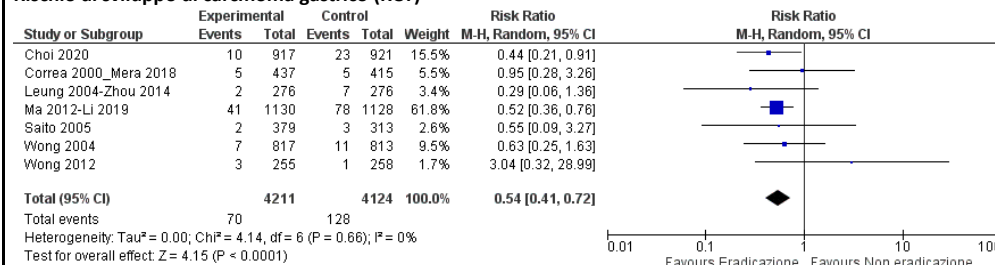 Rischio di sviluppo di carcinoma gastrico (NCT)
Experimental Control Risk Ratio Risk Ratio
Study or Subgroup Events Total Events Total Weight M-H, Random, 95% CI M-H, Random, 95% CI
Choi 2020 10 917 23 921 15.5% 0.44 [0.21, 0.91]
Correa 2000_Mera 2018 5 437 5 415 5.5% 0.95 [0.28, 3.26]
Leung 2004-Zhou 2014 2 276 7 276 3.4% 0.29 [0.06, 1.36]
Ma 2012-Li 2019 41 1130 78 1128 61.8% 0.52 [0.36, 0.76]
Saito 2005 2 379 3 313 2.6% 0.55 [0.09, 3.27]
Wong 2004 7 817 11 813 9.5% 0.63 [0.25, 1.63]
Wong 2012 3 255 1 258 1.7% 3.04 [0.32, 28.99]
Total (95% CI) 4211 4124 100.0% 0.54 [0.41, 0.72]
Total events 70 128
Heterogeneity: Tau² = 0.00; Chi² = 4.14, df = 6 (P = 0.66); I² = 0%
Test for overall effect: Z = 4.15 (P < 0.0001)
0.01 0.1 1 10 100
Favours Eradicazione Favours Non eradicazione